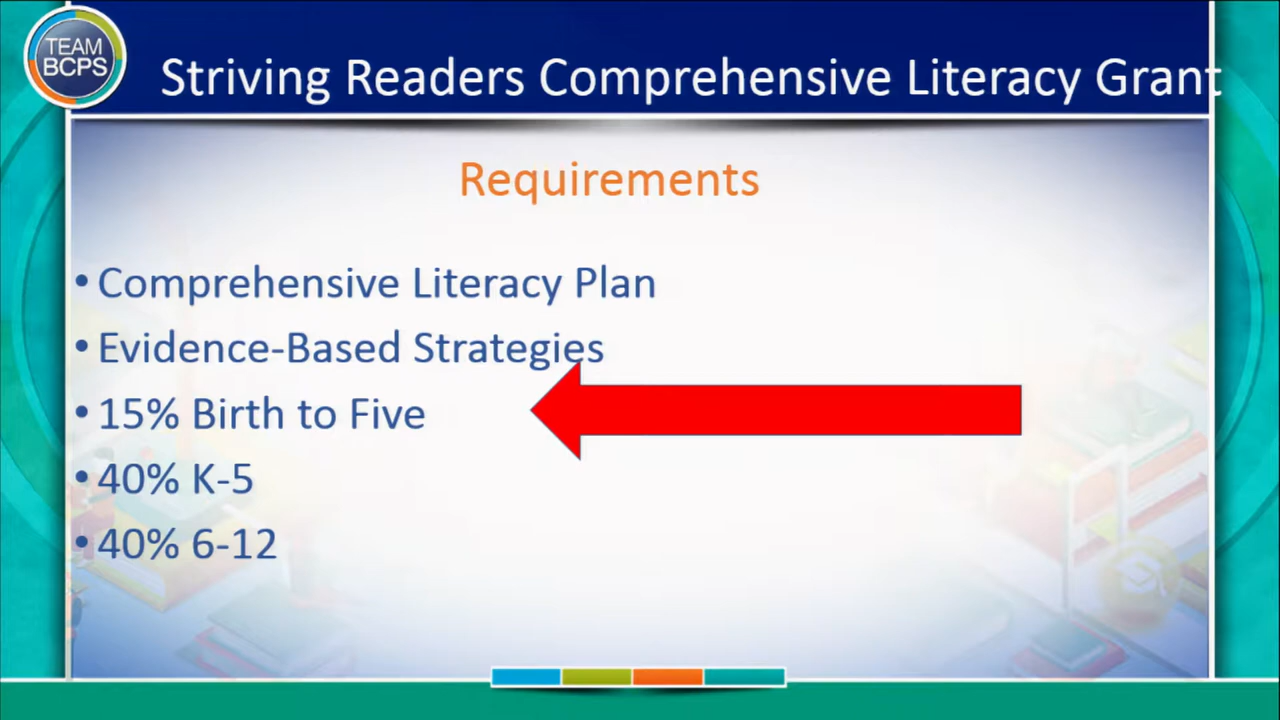 TEAM
BCPS
Striving Readers Comprehensive Literacy Grant
Requirements
• Comprehensive Literacy Plan
• Evidence-Based Strategies
• 15% Birth to Five
• 40% K-5
• 40% 6-12